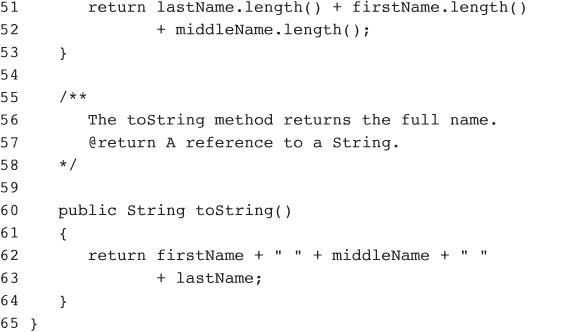 51       return lastName.length() + firstName.length()
52              + middleName.length();
53    }
54
55    /**
56       The toString method returns the full name.
57       @return A reference to a String.
58    */
59
60    public String toString()
61    {
62       return firstName + " " + middleName + " "
63              + lastName;
64    }
65 }